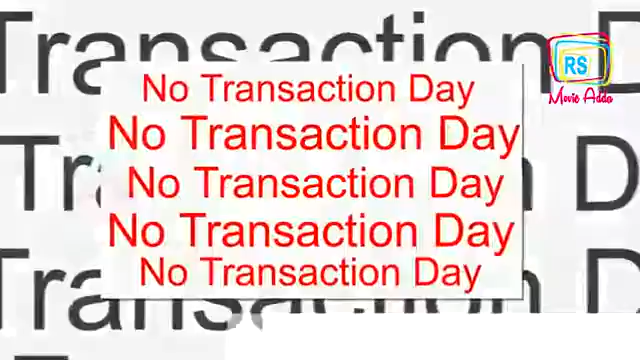 Transaction D
RS
Movie Adda
No Transaction Day
No Transaction Day
No Transaction Day
No Transaction Day
No Transaction Day
Tr
D
Transaction D